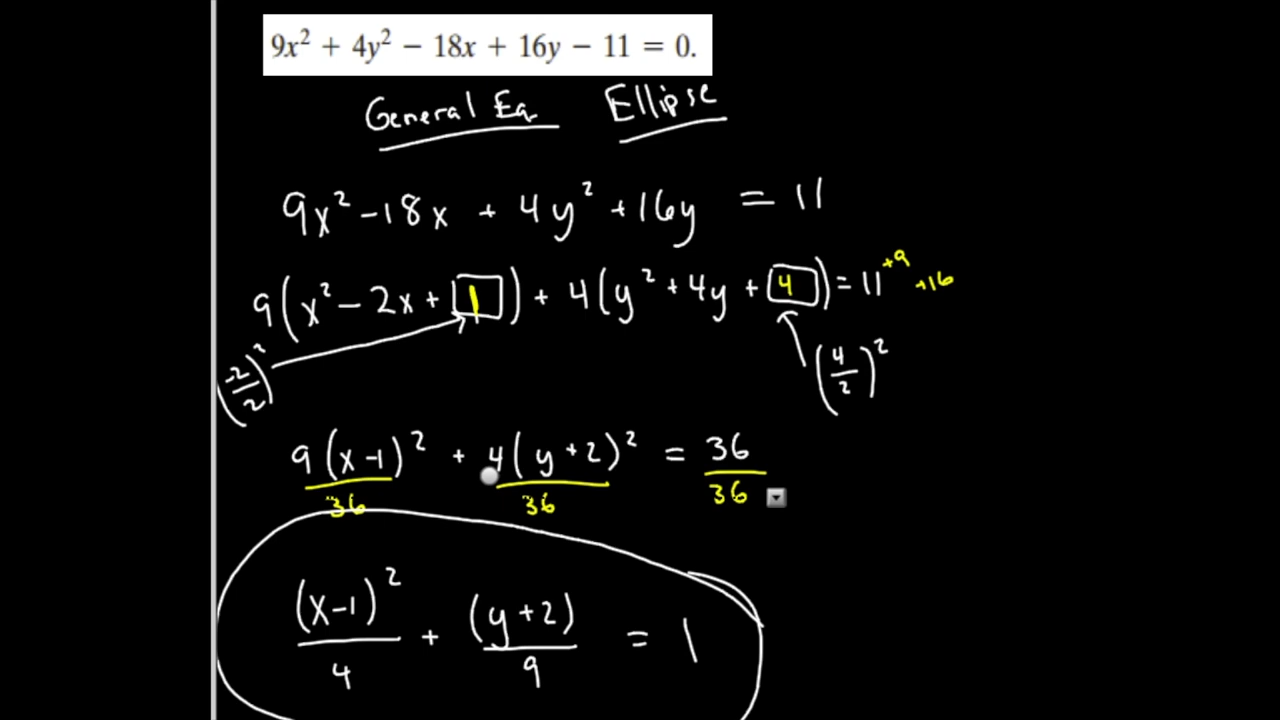 9x² + 4y² − 18x + 16y − 11 = 0.
General Eq Ellipse
9x² - 18x + 4y² + 16y = 11
9(x² - 2x + 1) + 4(y² + 4y + 4) = 11 +9 +16
(-2/2)² (4/2)²
9(x-1)²/36 + 4(y+2)²/36 = 36/36
(x-1)²/4 + (y+2)/9 = 1